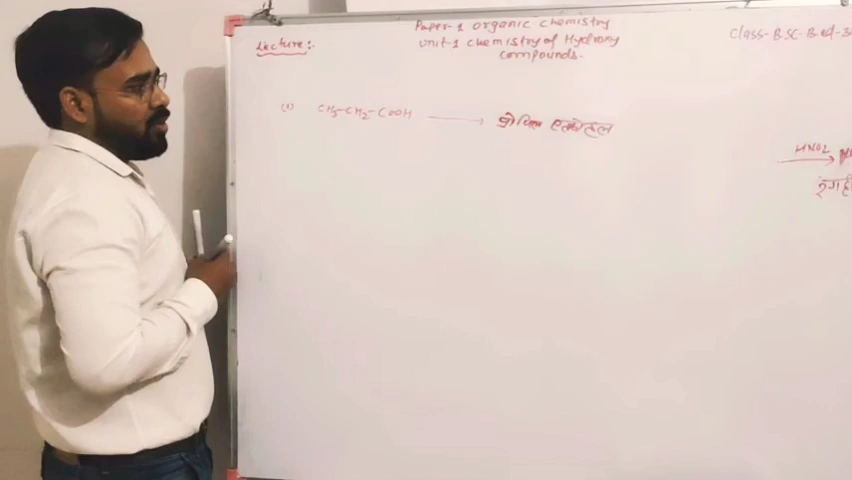 Lecture:-
Paper-1 Organic Chemistry
Unit-1 Chemistry of Hydroxy
Compounds-
Class- B.SC-B.ed-
(1) CH₃-CH₂-COOH ⟶ प्रोपिल एल्कोहल
HNO₂